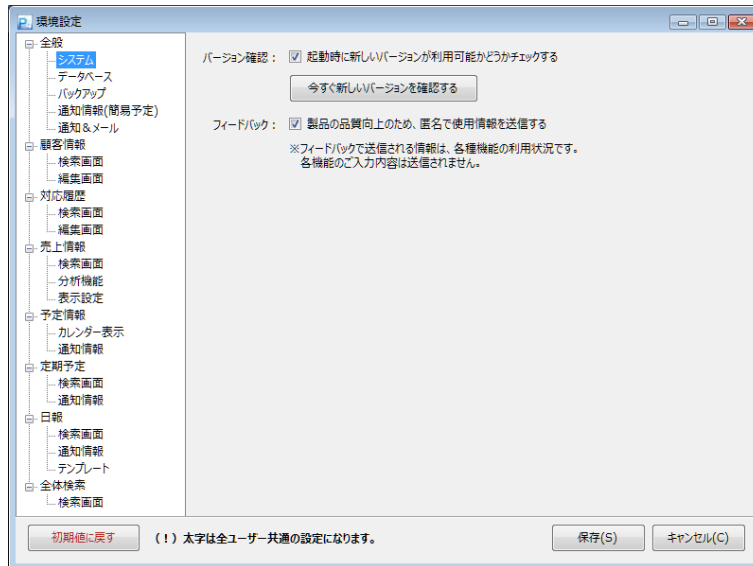 環境設定
全般
システム
データベース
バックアップ
通知情報(簡易予定)
通知＆メール
顧客情報
検索画面
編集画面
対応履歴
検索画面
編集画面
売上情報
検索画面
分析機能
表示設定
予定情報
カレンダー表示
通知情報
定期予定
検索画面
通知情報
日報
検索画面
通知情報
テンプレート
全体検索
検索画面
バージョン確認： 起動時に新しいバージョンが利用可能かどうかチェックする
今すぐ新しいバージョンを確認する
フィードバック： 製品の品質向上のため、匿名で使用情報を送信する
※フィードバックで送信される情報は、各種機能の利用状況です。
各機能のご入力内容は送信されません。
初期値に戻す （！）太字は全ユーザー共通の設定になります。 保存(S) キャンセル(C)